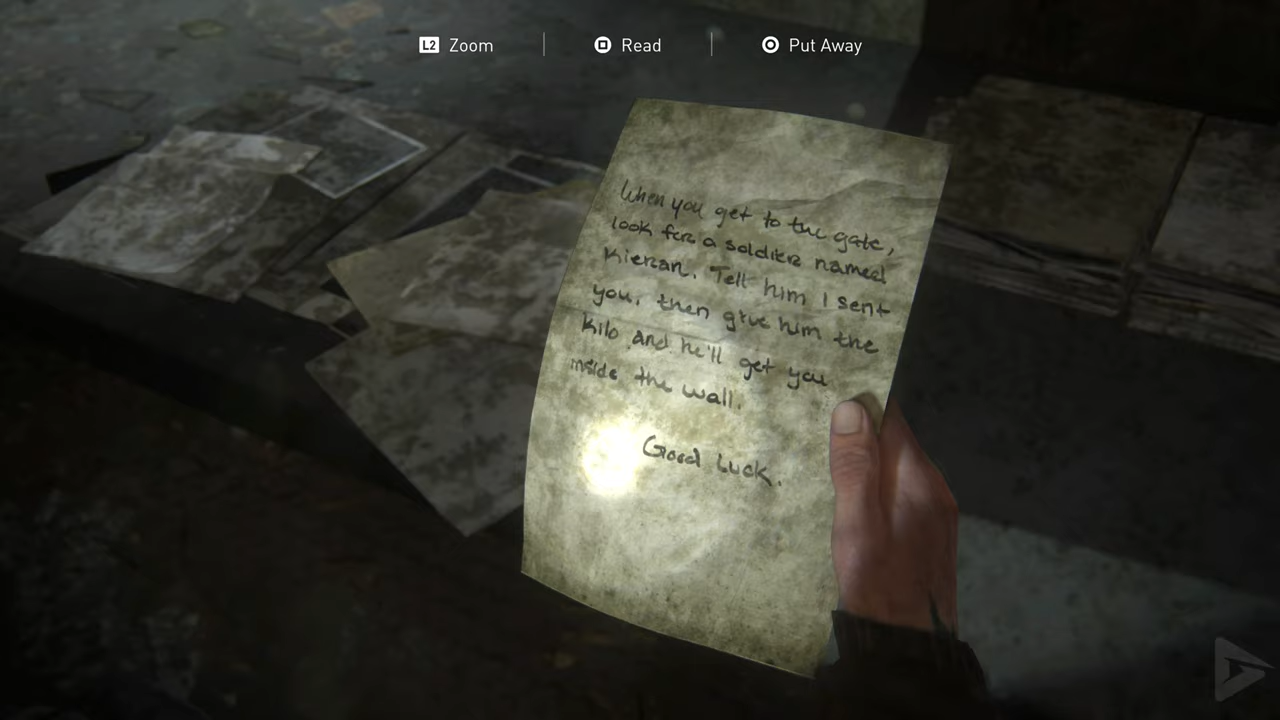 L2 Zoom | Read | Put Away
When you get to the gate,
look for a soldier named
Kieran. Tell him I sent
you, then give him the
kilo and he'll get you
inside the wall.
Good Luck.